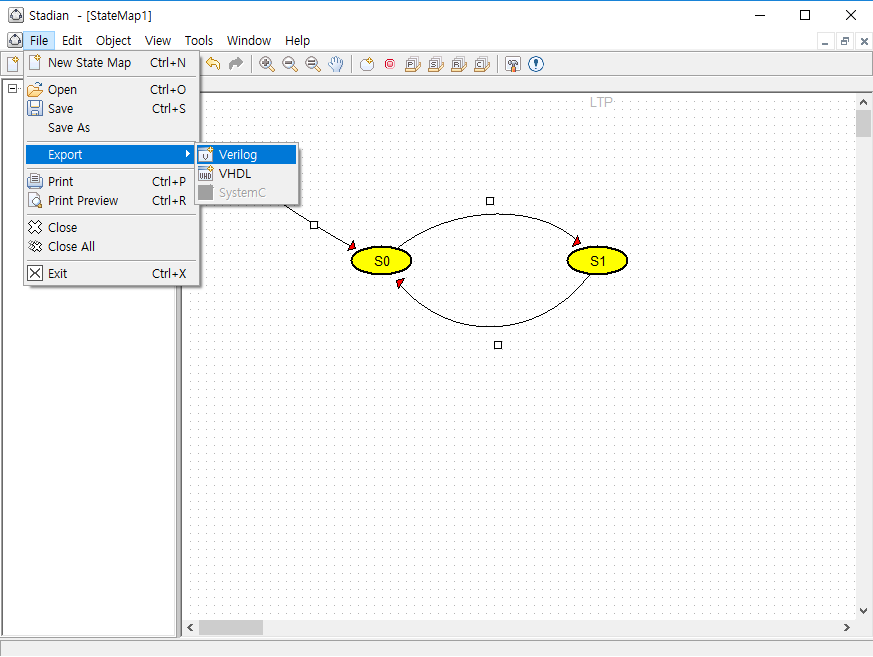 Stadian - [StateMap1]
File Edit Object View Tools Window Help
New State Map Ctrl+N
Open Ctrl+O
Save Ctrl+S
Save As
Export
Print Ctrl+P
Print Preview Ctrl+R
Close
Close All
Exit Ctrl+X
Verilog
VHDL
SystemC
LTP
S0
S1